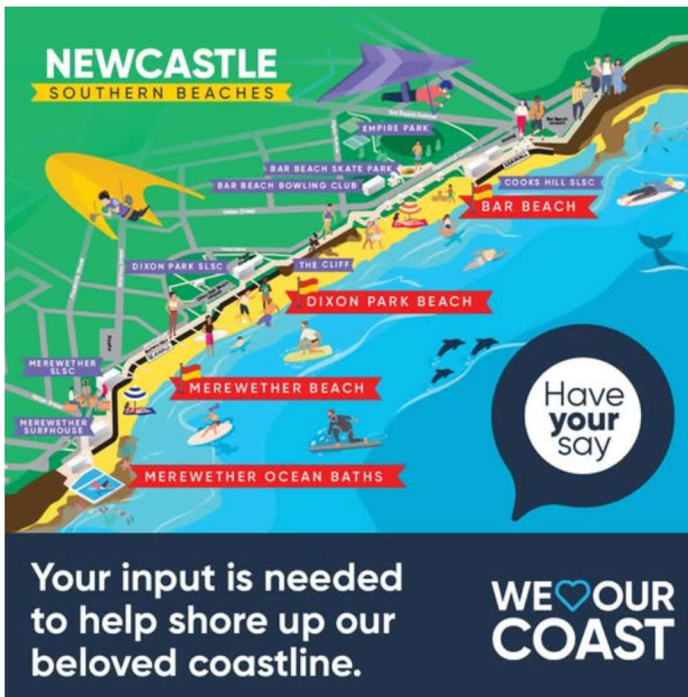 NEWCASTLE
SOUTHERN BEACHES
EMPIRE PARK
BAR BEACH SKATE PARK
BAR BEACH BOWLING CLUB
COOKS HILL SLSC
BAR BEACH
DIXON PARK SLSC
THE CLIFF
DIXON PARK BEACH
MEREWETHER
SLSC
MEREWETHER BEACH
MEREWETHER
SURFHOUSE
MEREWETHER OCEAN BATHS
Have
your
say
Your input is needed
to help shore up our
beloved coastline.
WE OUR
COAST